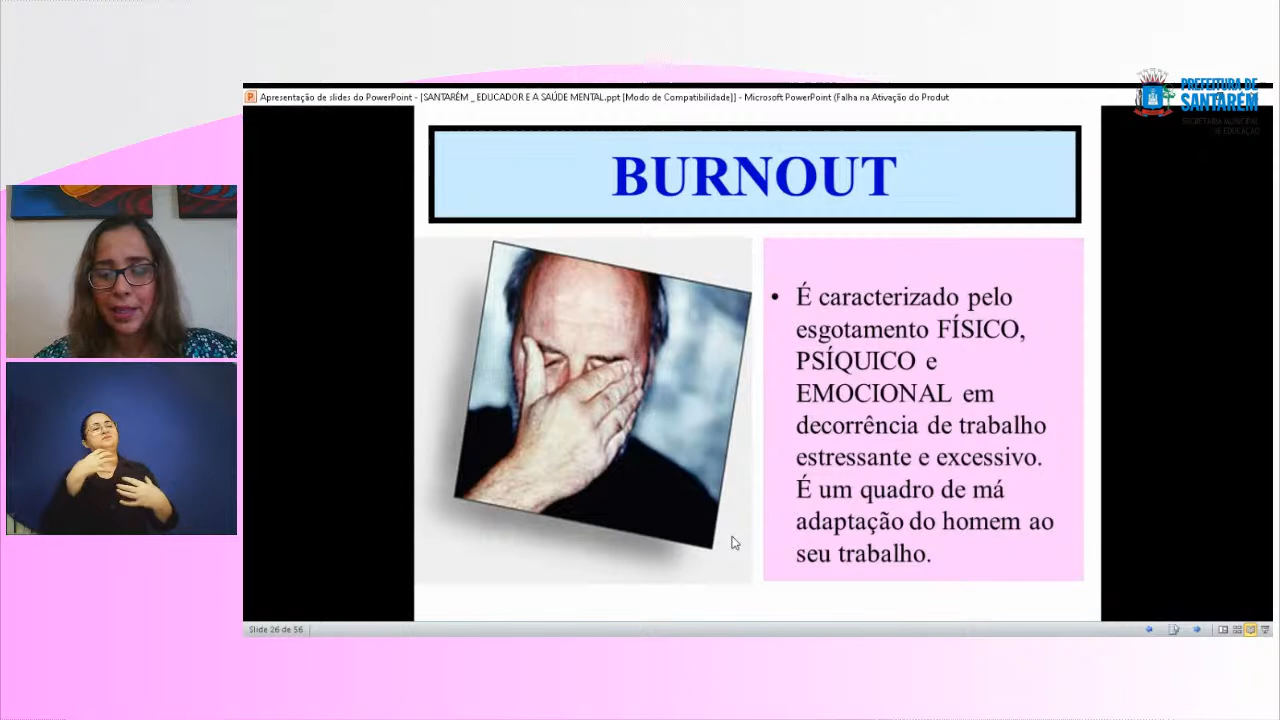 Apresentação de slides do PowerPoint - [SANTARÉM _ EDUCADOR E A SAÚDE MENTAL.ppt [Modo de Compatibilidade]] - Microsoft PowerPoint (Falha na Ativação do Produt
PREFEITURA DE
SANTARÉM
SECRETARIA MUNICIPAL
DE EDUCAÇÃO
BURNOUT
• É caracterizado pelo
esgotamento FÍSICO,
PSÍQUICO e
EMOCIONAL em
decorrência de trabalho
estressante e excessivo.
É um quadro de má
adaptação do homem ao
seu trabalho.
Slide 26 de 56